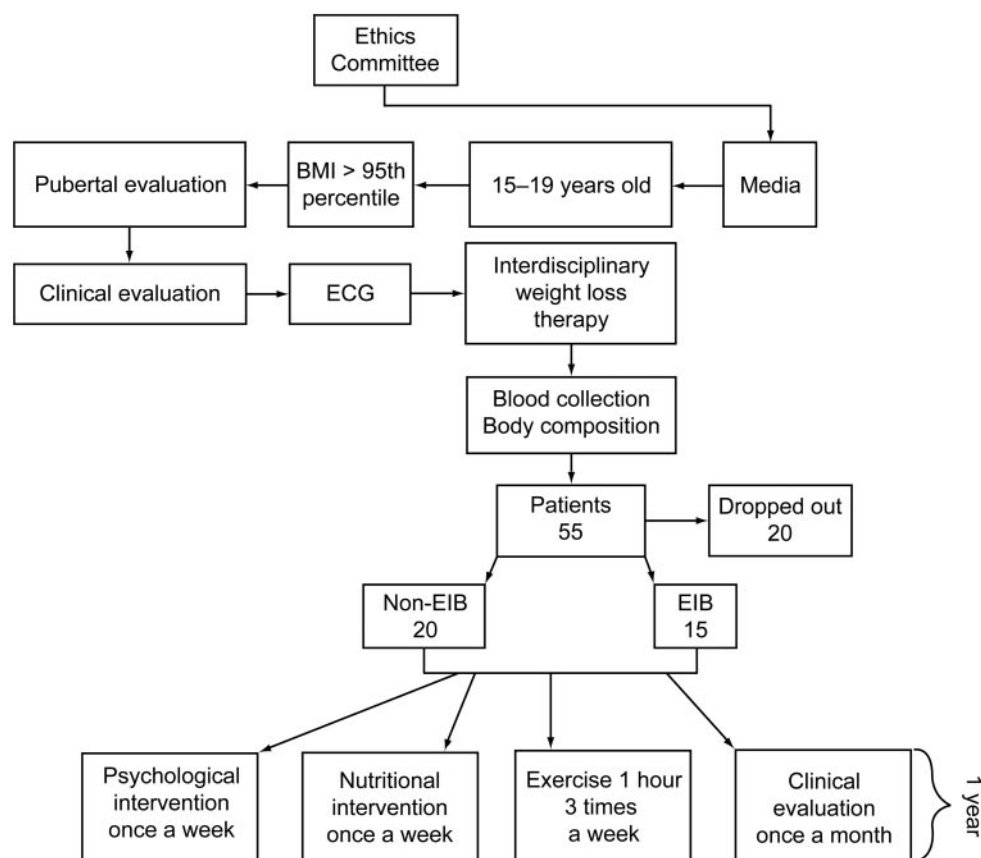 Ethics
Committee
Pubertal evaluation
BMI > 95th
percentile
15–19 years old
Media
Clinical evaluation
ECG
Interdisciplinary
weight loss
therapy
Blood collection
Body composition
Patients
55
Dropped out
20
Non-EIB
20
EIB
15
Psychological
intervention
once a week
Nutritional
intervention
once a week
Exercise 1 hour
3 times
a week
Clinical
evaluation
once a month
1 year